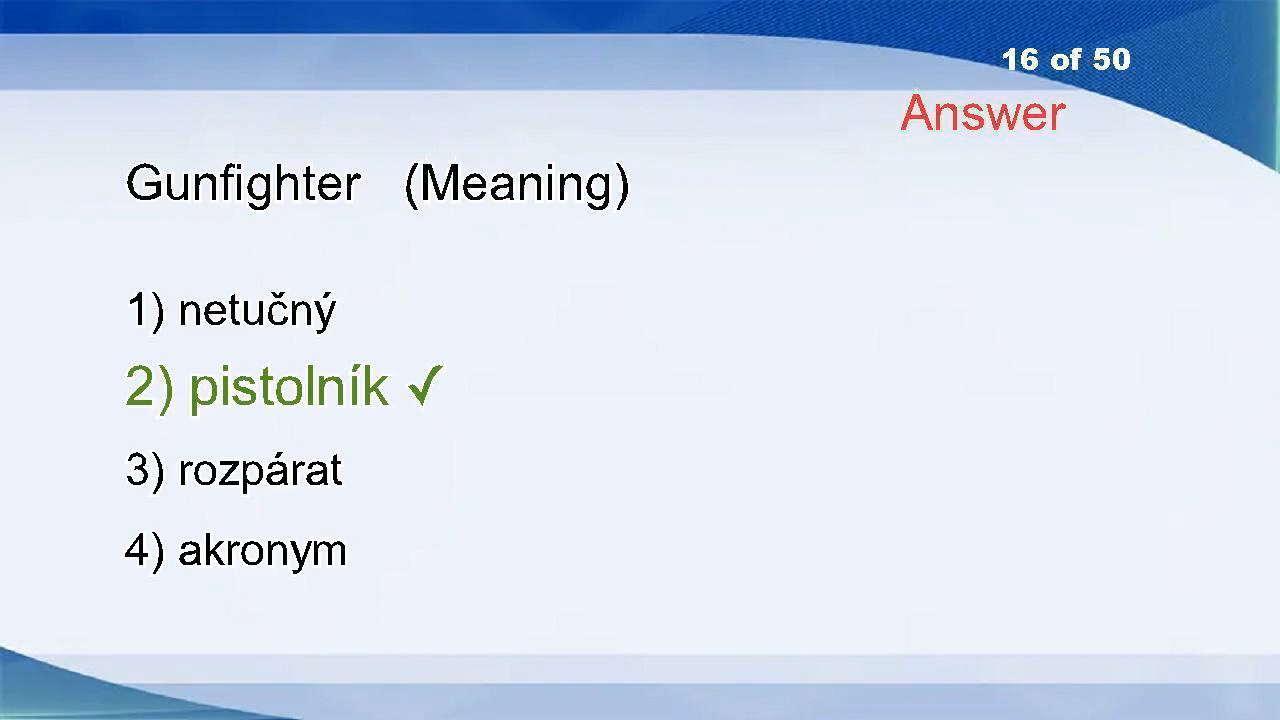 16 of 50
Answer
Gunfighter (Meaning)
1) netučný
2) pistolník ✓
3) rozpárat
4) akronym